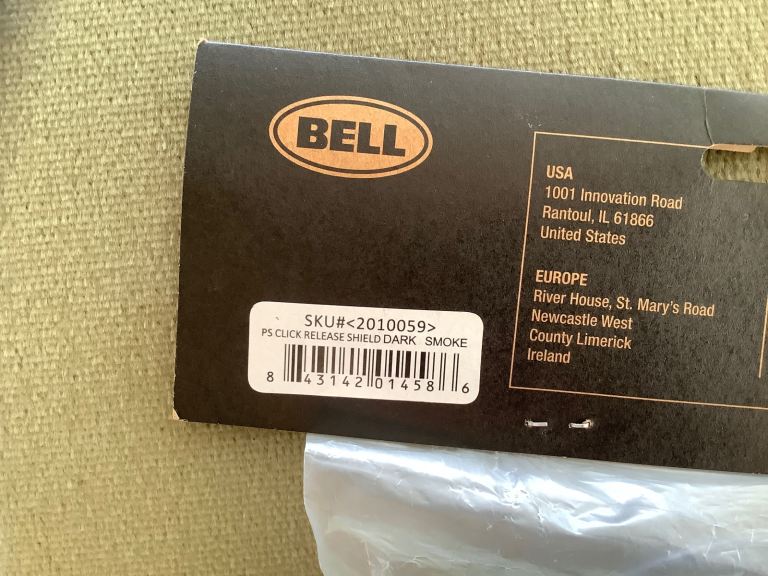 BELL
USA
1001 Innovation Road
Rantoul, IL 61866
United States
EUROPE
River House, St. Mary's Road
Newcastle West
County Limerick
Ireland
SKU#<2010059>
PS CLICK RELEASE SHIELD DARK SMOKE
8 43142 01458 6